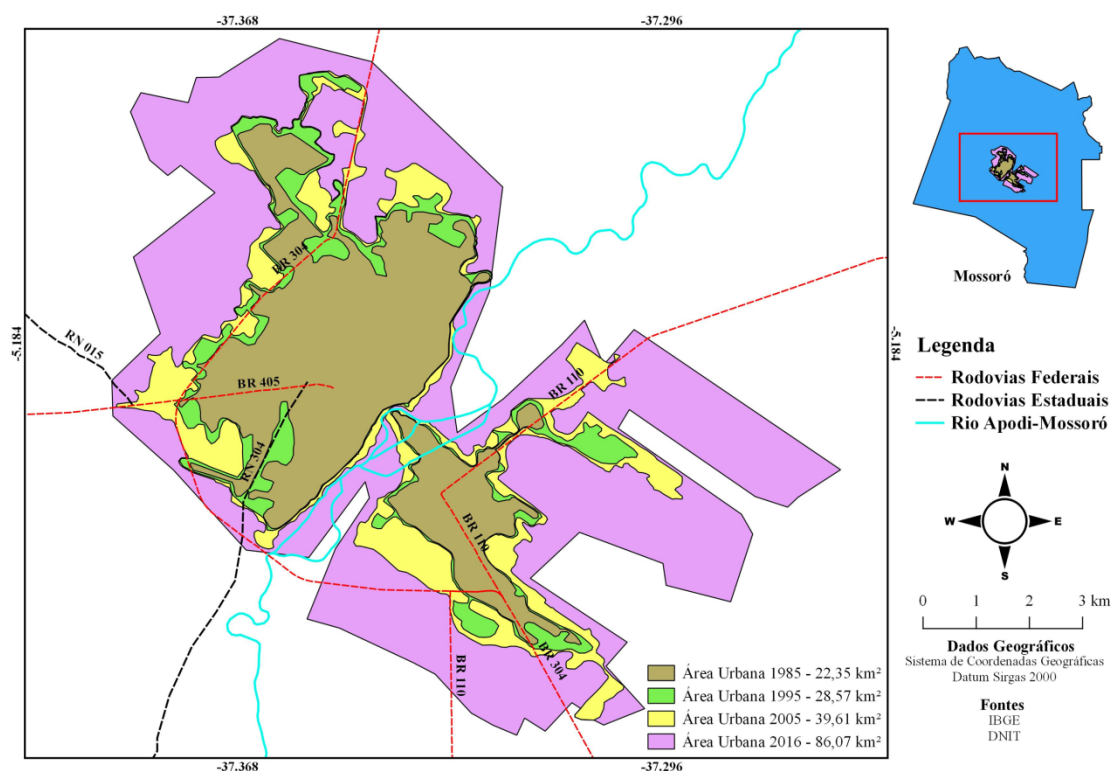 -37.368
-37.296
-5.184
-5.184
BR 304
RN 015
BR 405
RN 304
BR 110
BR 110
BR 110
BR 304
Área Urbana 1985 - 22,35 km²
Área Urbana 1995 - 28,57 km²
Área Urbana 2005 - 39,61 km²
Área Urbana 2016 - 86,07 km²
-37.368
-37.296
Mossoró
Legenda
Rodovias Federais
Rodovias Estaduais
Rio Apodi-Mossoró
N
W
E
S
0 1 2 3 km
Dados Geográficos
Sistema de Coordenadas Geográficas
Datum Sirgas 2000
Fontes
IBGE
DNIT